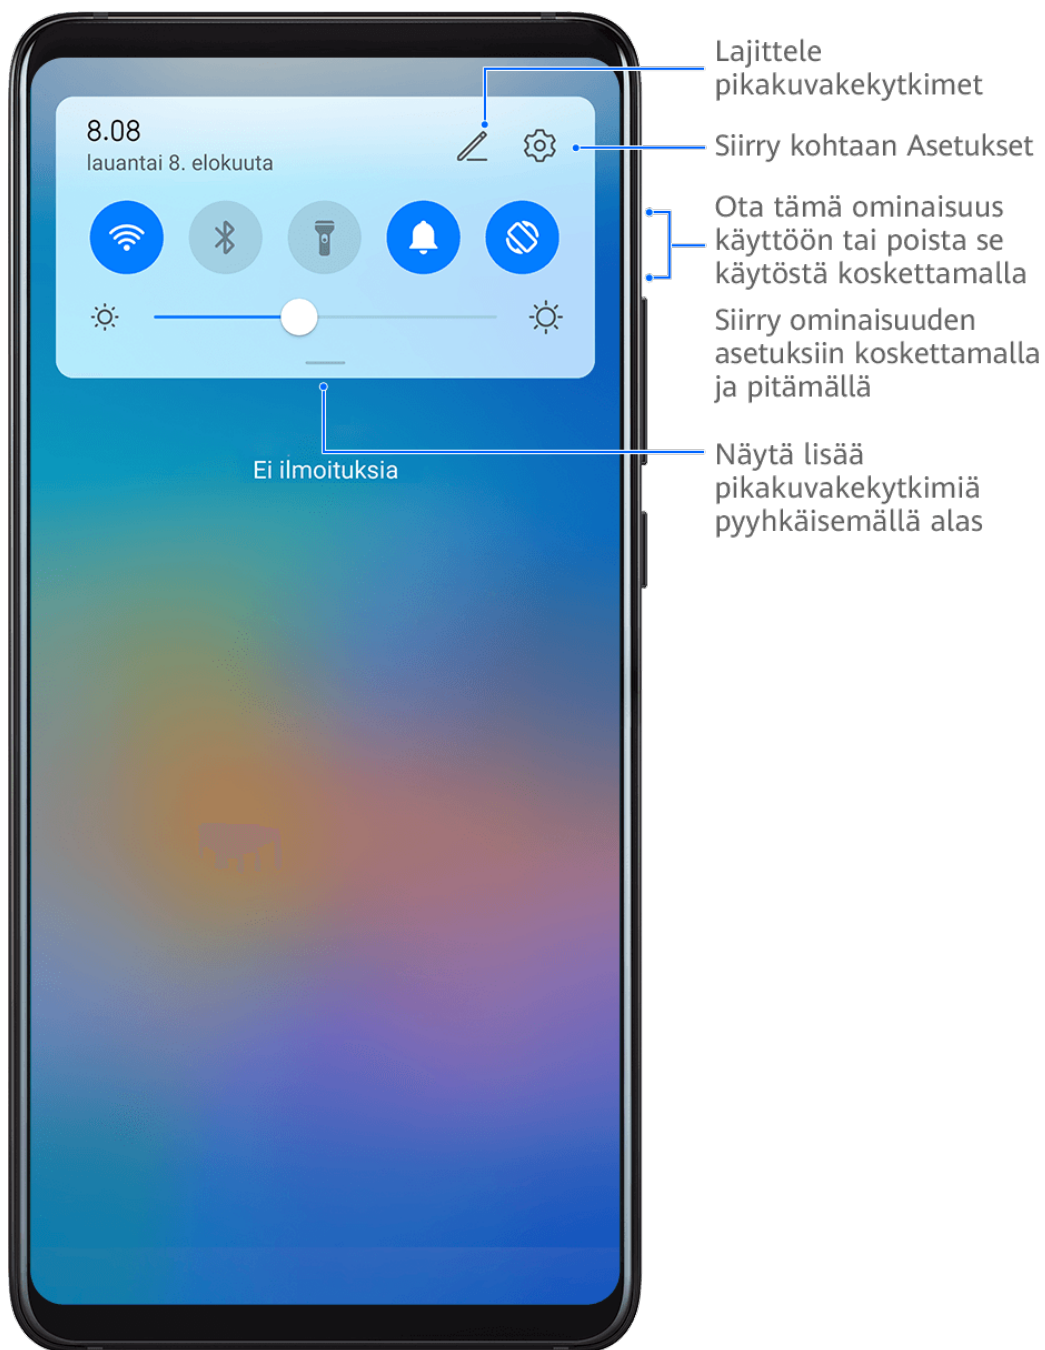 Lajittele
pikakuvakekytkimet
8.08
lauantai 8. elokuuta
Siirry kohtaan Asetukset
Ota tämä ominaisuus
käyttöön tai poista se
käytöstä koskettamalla
Siirry ominaisuuden
asetuksiin koskettamalla
ja pitämällä
Näytä lisää
pikakuvakekytkimiä
pyyhkäisemällä alas
Ei ilmoituksia